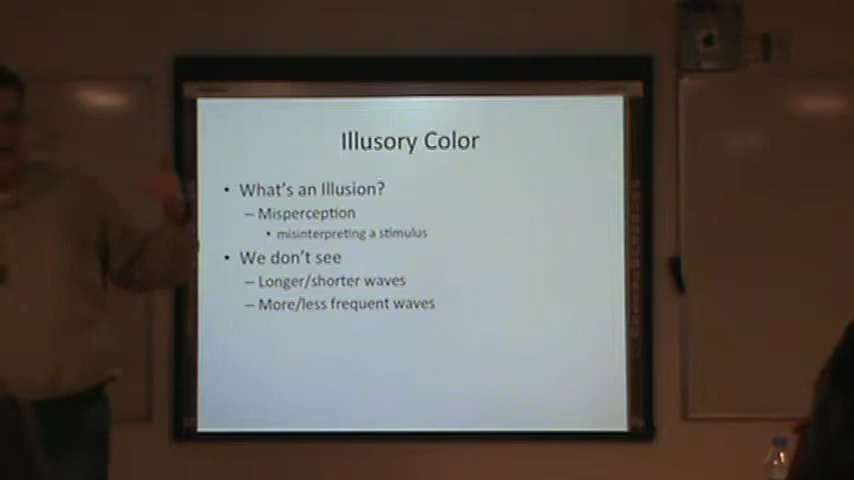 Illusory Color
• What's an Illusion?
– Misperception
• misinterpreting a stimulus
• We don't see
– Longer/shorter waves
– More/less frequent waves